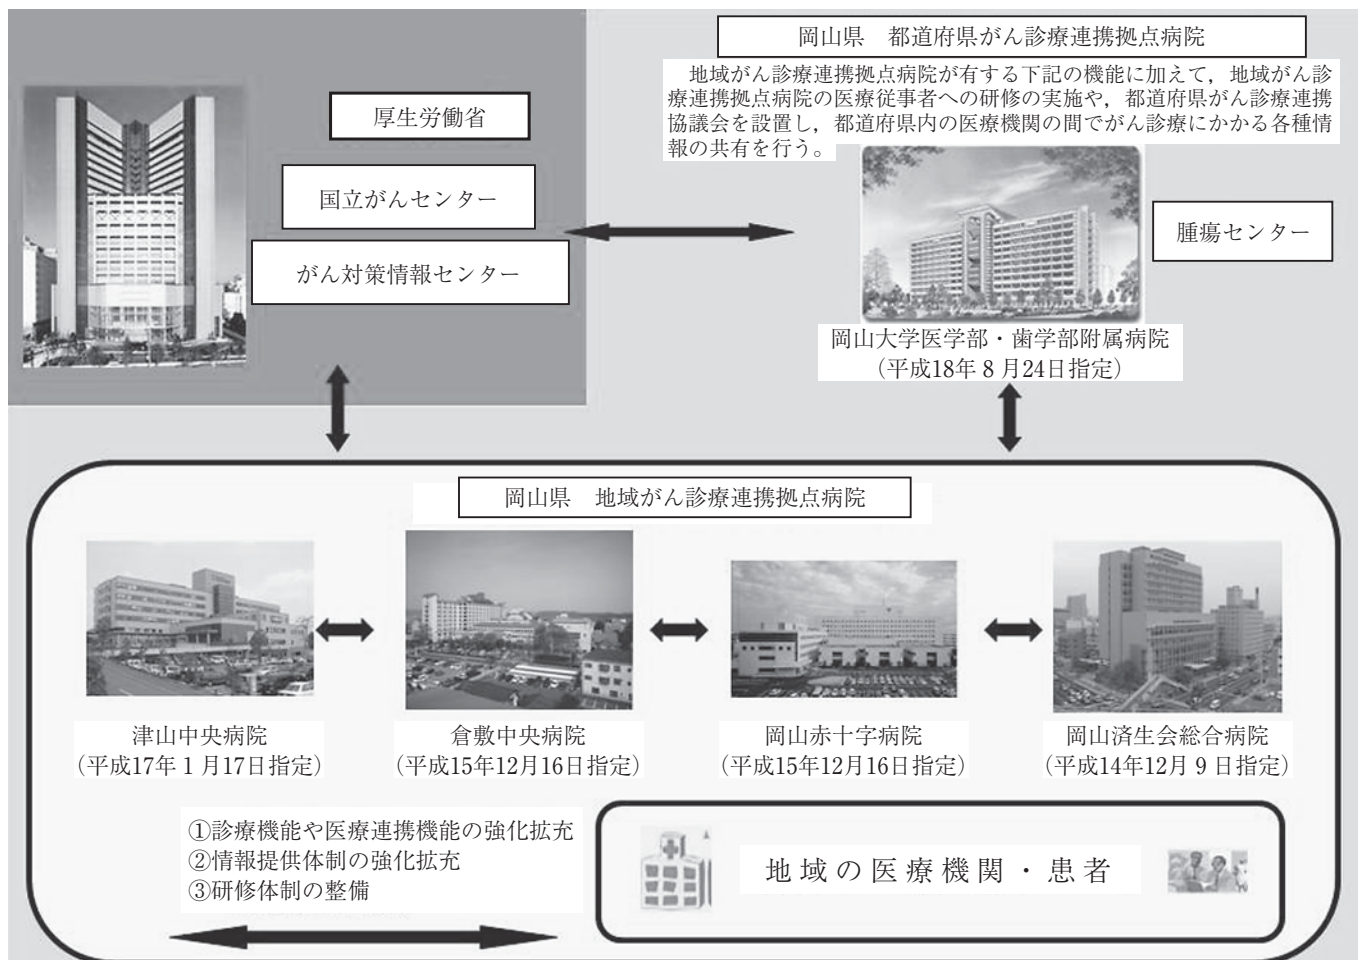 岡山県　都道府県がん診療連携拠点病院
地域がん診療連携拠点病院が有する下記の機能に加えて，地域がん診
療連携拠点病院の医療従事者への研修の実施や，都道府県がん診療連携
協議会を設置し，都道府県内の医療機関の間でがん診療にかかる各種情
報の共有を行う。
厚生労働省
国立がんセンター
がん対策情報センター
腫瘍センター
岡山大学医学部・歯学部附属病院
（平成18年８月24日指定）
岡山県　地域がん診療連携拠点病院
津山中央病院
（平成17年１月17日指定）
倉敷中央病院
（平成15年12月16日指定）
岡山赤十字病院
（平成15年12月16日指定）
岡山済生会総合病院
（平成14年12月９日指定）
①診療機能や医療連携機能の強化拡充
②情報提供体制の強化拡充
③研修体制の整備
地域の医療機関・患者